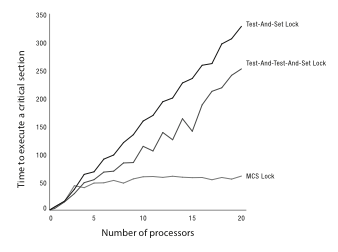 350
Test-And-Set Lock
300
Test-And-Test-And-Set Lock
250
200
150
100
50
MCS Lock
0
0 5 10 15 20
Time to execute a critical section
Number of processors